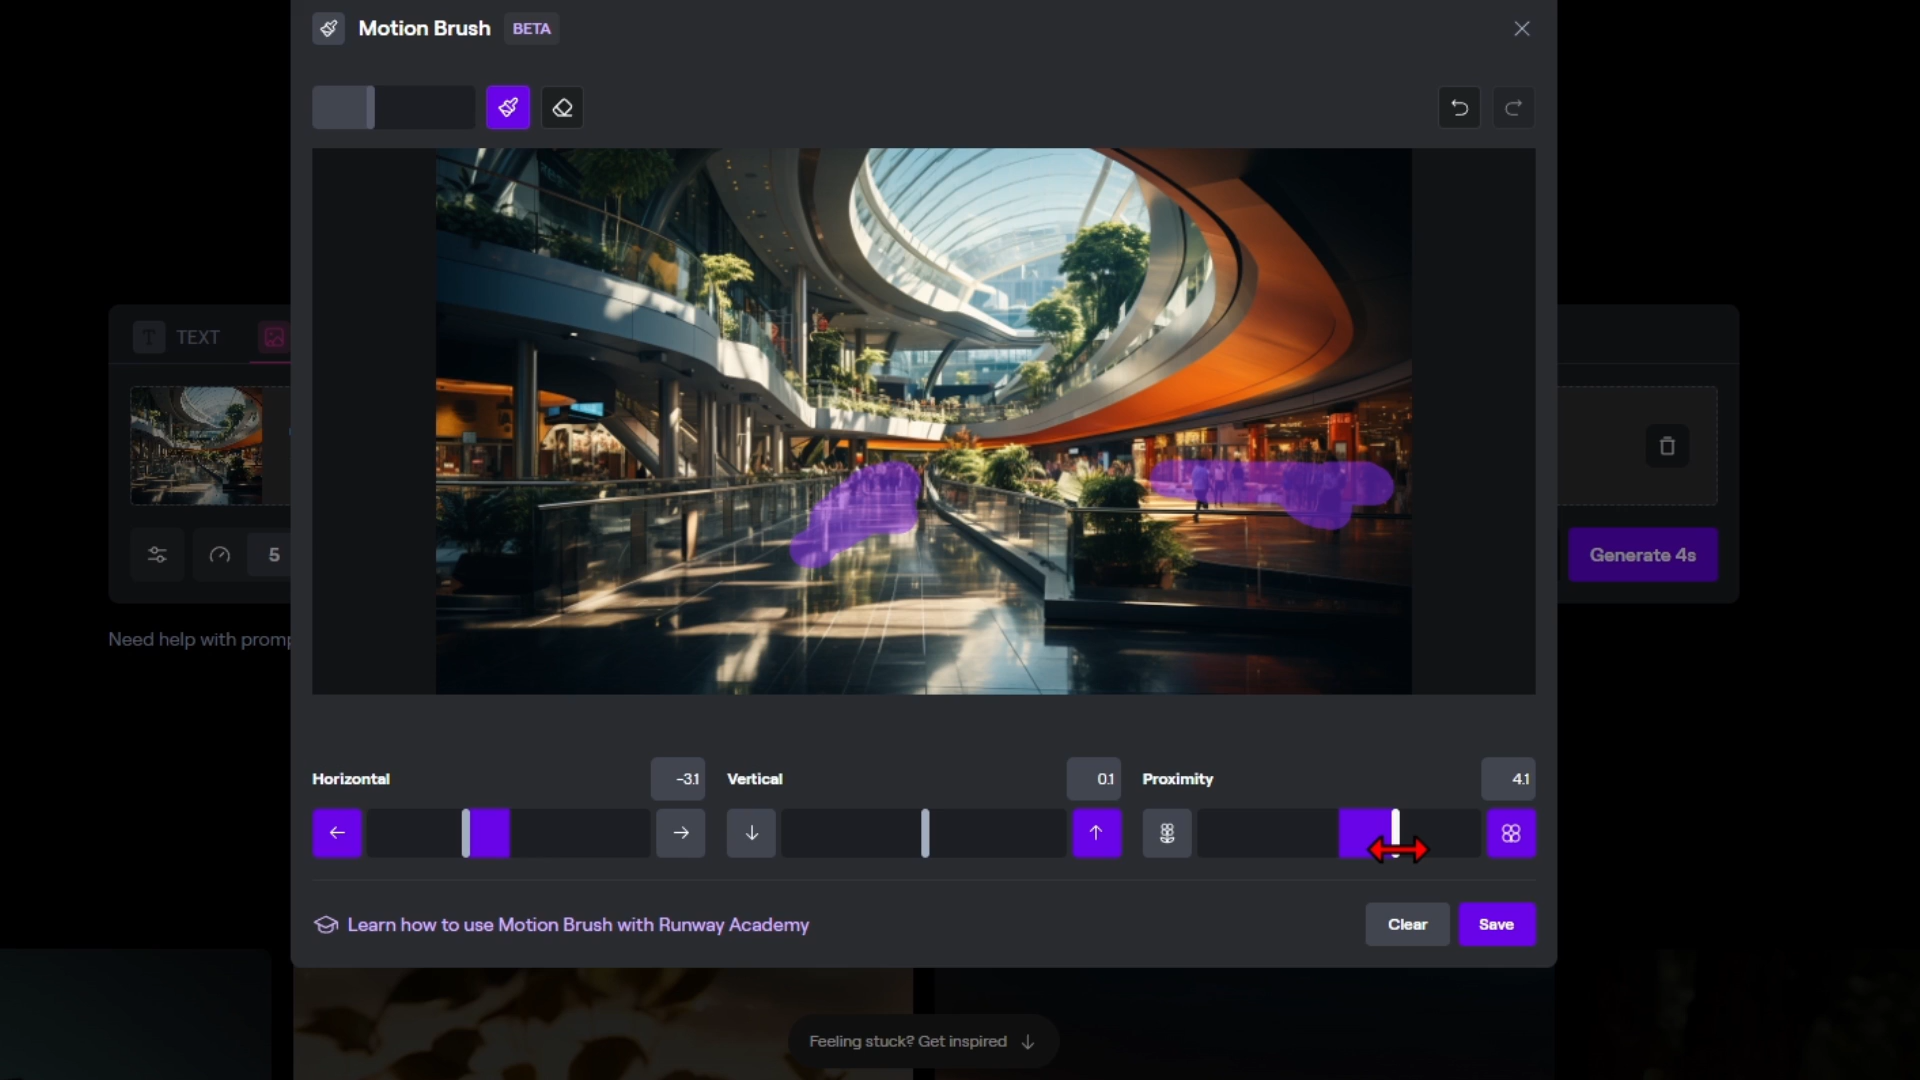 Motion Brush BETA
TEXT
5
Generate 4s
Need help with promp
Horizontal -3.1 Vertical 0.1 Proximity 4.1
Learn how to use Motion Brush with Runway Academy
Clear Save
Feeling stuck? Get inspired